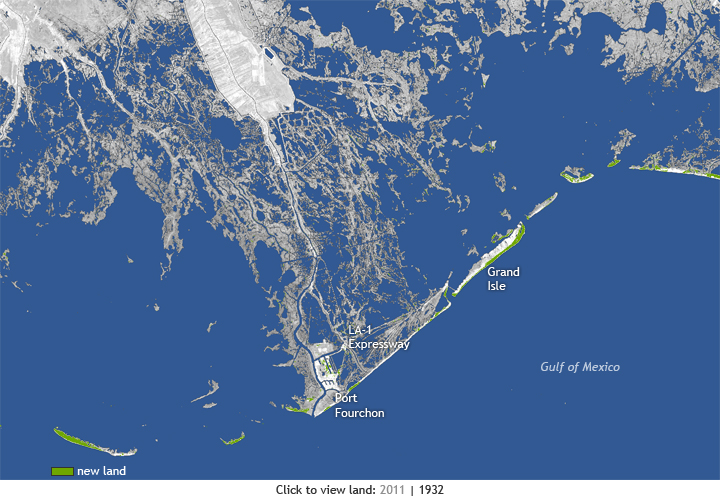 Grand
Isle
LA-1
Expressway
Gulf of Mexico
Port
Fourchon
new land
Click to view land: 2011 | 1932